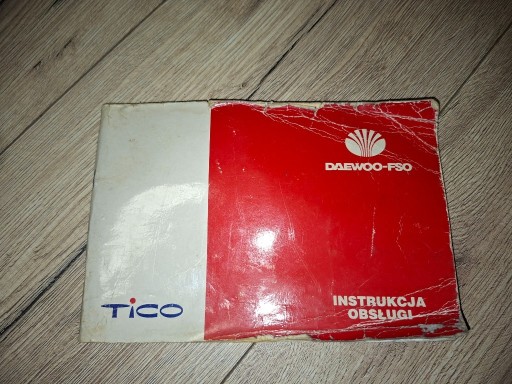 DAEWOO-FSO
TICO
INSTRUKCJA
OBSŁUGI